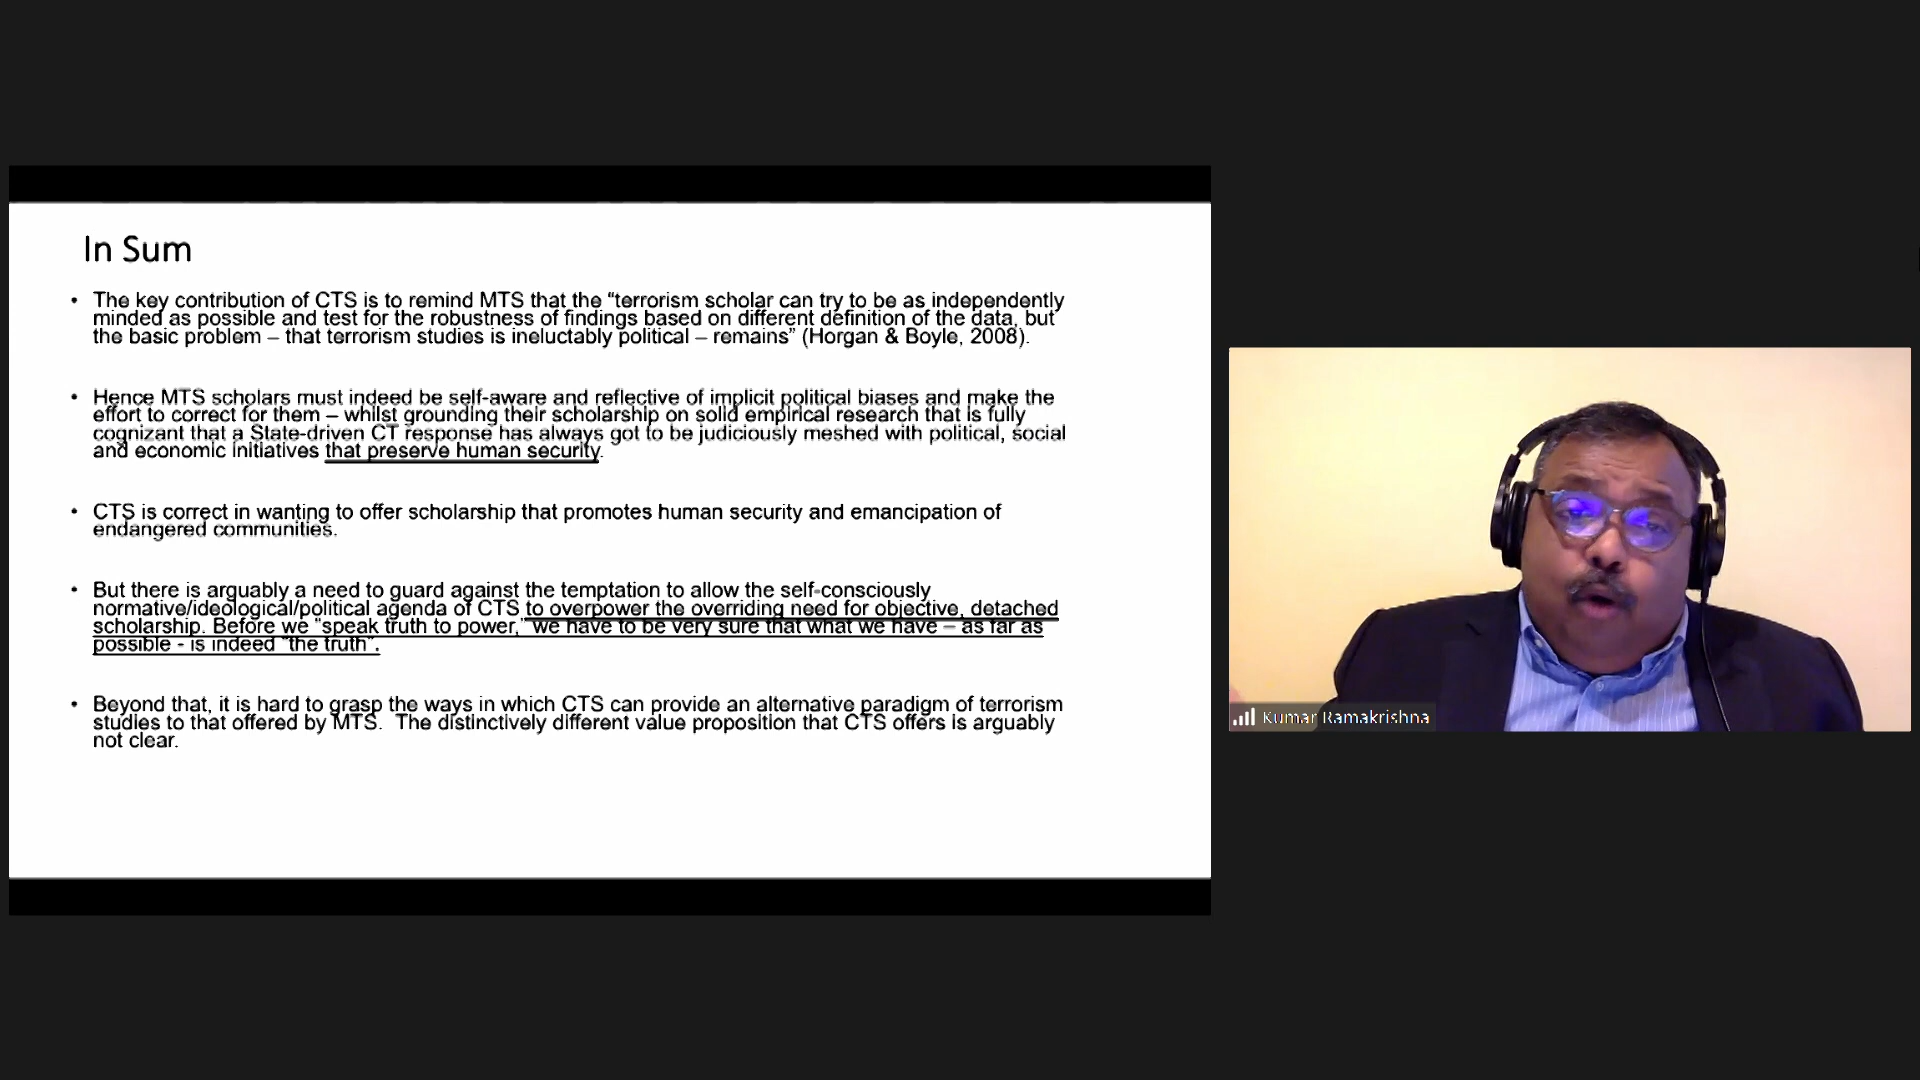 In Sum
• The key contribution of CTS is to remind MTS that the “terrorism scholar can try to be as independently
minded as possible and test for the robustness of findings based on different definition of the data, but
the basic problem – that terrorism studies is ineluctably political – remains” (Horgan & Boyle, 2008).
• Hence MTS scholars must indeed be self-aware and reflective of implicit political biases and make the
effort to correct for them – whilst grounding their scholarship on solid empirical research that is fully
cognizant that a State-driven CT response has always got to be judiciously meshed with political, social
and economic initiatives that preserve human security.
• CTS is correct in wanting to offer scholarship that promotes human security and emancipation of
endangered communities.
• But there is arguably a need to guard against the temptation to allow the self-consciously
normative/ideological/political agenda of CTS to overpower the overriding need for objective, detached
scholarship. Before we “speak truth to power,” we have to be very sure that what we have – as far as
possible - is indeed “the truth”.
• Beyond that, it is hard to grasp the ways in which CTS can provide an alternative paradigm of terrorism
studies to that offered by MTS. The distinctively different value proposition that CTS offers is arguably
not clear.
Kumar Ramakrishna